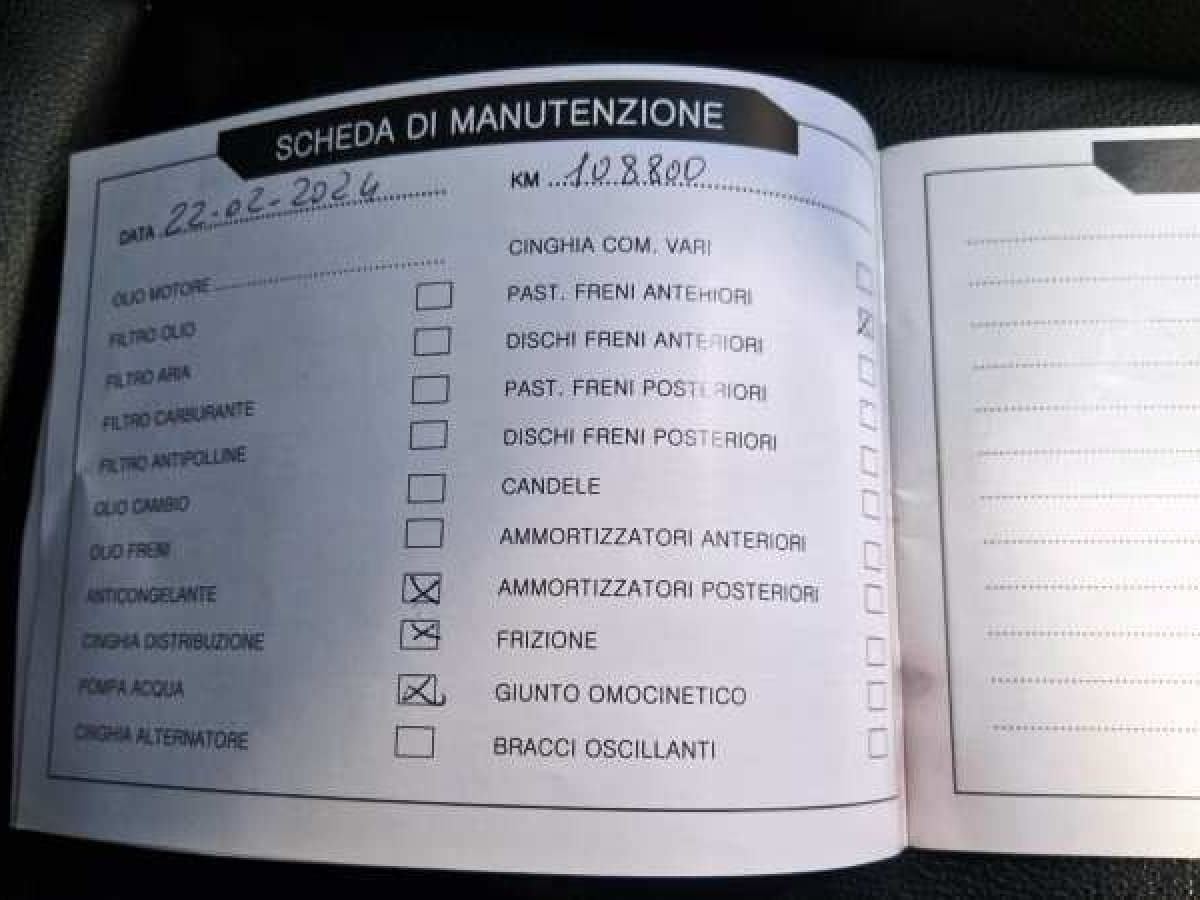 SCHEDA DI MANUTENZIONE
DATA 22-02-2024
KM 108800
OLIO MOTORE
FILTRO OLIO
FILTRO ARIA
FILTRO CARBURANTE
FILTRO ANTIPOLLINE
OLIO CAMBIO
OLIO FRENI
ANTICONGELANTE
CINGHIA DISTRIBUZIONE
POMPA ACQUA
CINGHIA ALTERNATORE
CINGHIA COM. VARI
PAST. FRENI ANTERIORI
DISCHI FRENI ANTERIORI
PAST. FRENI POSTERIORI
DISCHI FRENI POSTERIORI
CANDELE
AMMORTIZZATORI ANTERIORI
AMMORTIZZATORI POSTERIORI
FRIZIONE
GIUNTO OMOCINETICO
BRACCI OSCILLANTI